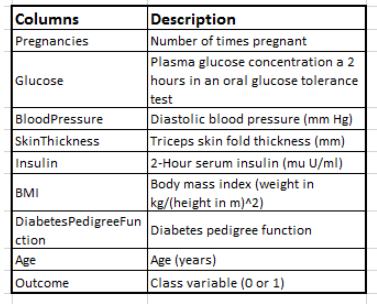 Columns Description
Pregnancies Number of times pregnant
Plasma glucose concentration a 2
Glucose hours in an oral glucose tolerance
test
BloodPressure Diastolic blood pressure (mm Hg)
SkinThickness Triceps skin fold thickness (mm)
Insulin 2-Hour serum insulin (mu U/ml)
BMI Body mass index (weight in
kg/(height in m)^2)
DiabetesPedigreeFun
ction Diabetes pedigree function
Age Age (years)
Outcome Class variable (0 or 1)